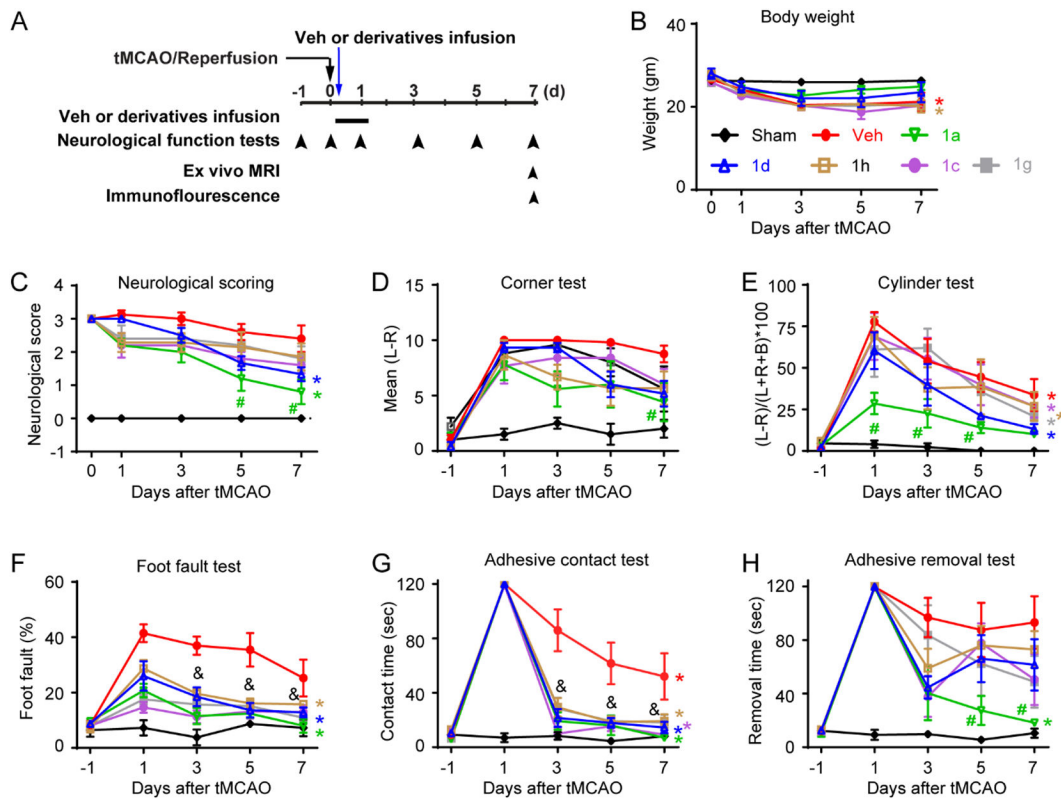 A
Veh or derivatives infusion
tMCAO/Reperfusion
-1 0 1 3 5 7 (d)
Veh or derivatives infusion
Neurological function tests
Ex vivo MRI
Immunoflourescence
B
Body weight
Weight (gm)
40
20
0
*
*
Sham Veh 1a
1d 1h 1c 1g
0 1 3 5 7
Days after tMCAO
C
Neurological scoring
Neurological score
4
3
2
1
0
-1
# #
*
*
0 1 3 5 7
Days after tMCAO
D
Corner test
Mean (L-R)
15
10
5
0
#
-1 1 3 5 7
Days after tMCAO
E
Cylinder test
(L-R)/(L+R+B)*100
100
75
50
25
0
# # #
*
* *
*
*
-1 1 3 5 7
Days after tMCAO
F
Foot fault test
Foot fault (%)
60
40
20
0
& & &
*
*
*
-1 1 3 5 7
Days after tMCAO
G
Adhesive contact test
Contact time (sec)
120
80
40
0
& & &
*
*
* *
*
-1 1 3 5 7
Days after tMCAO
H
Adhesive removal test
Removal time (sec)
120
80
40
0
# #
*
-1 1 3 5 7
Days after tMCAO